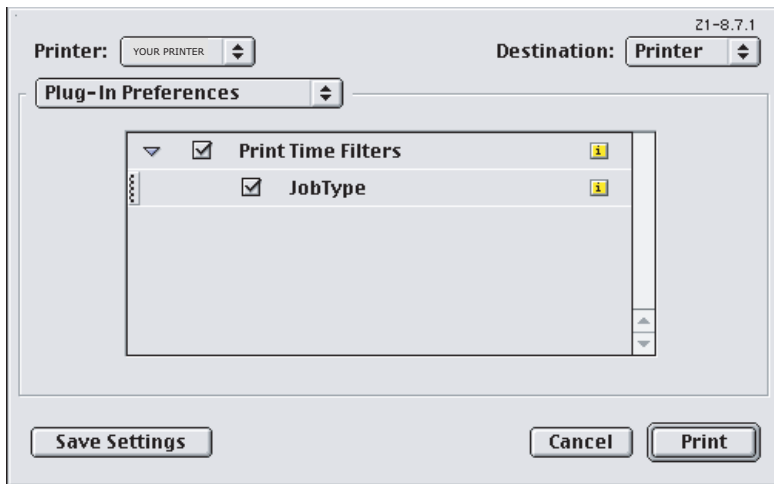 Z1-8.7.1
Printer: YOUR PRINTER Destination: Printer
Plug-In Preferences
Print Time Filters i
JobType i
Save Settings Cancel Print